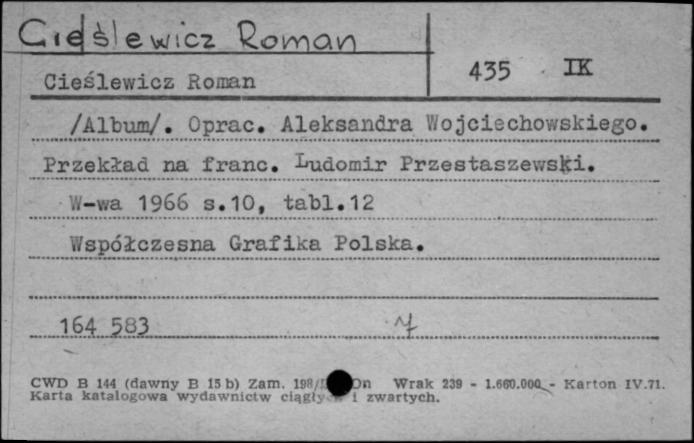 Cieślewicz Roman
Cieślewicz Roman
435 IK
/Album/. Oprac. Aleksandra Wojciechowskiego.
Przekład na franc. Ludomir Przestaszewski.
W-wa 1966 s.10, tabl.12
Współczesna Grafika Polska.
164 583
CWD B 144 (dawny B 15 b) Zam. 198/ On Wrak 239 - 1.660.000 - Karton IV.71.
Karta katalogowa wydawnictw i zwartych.